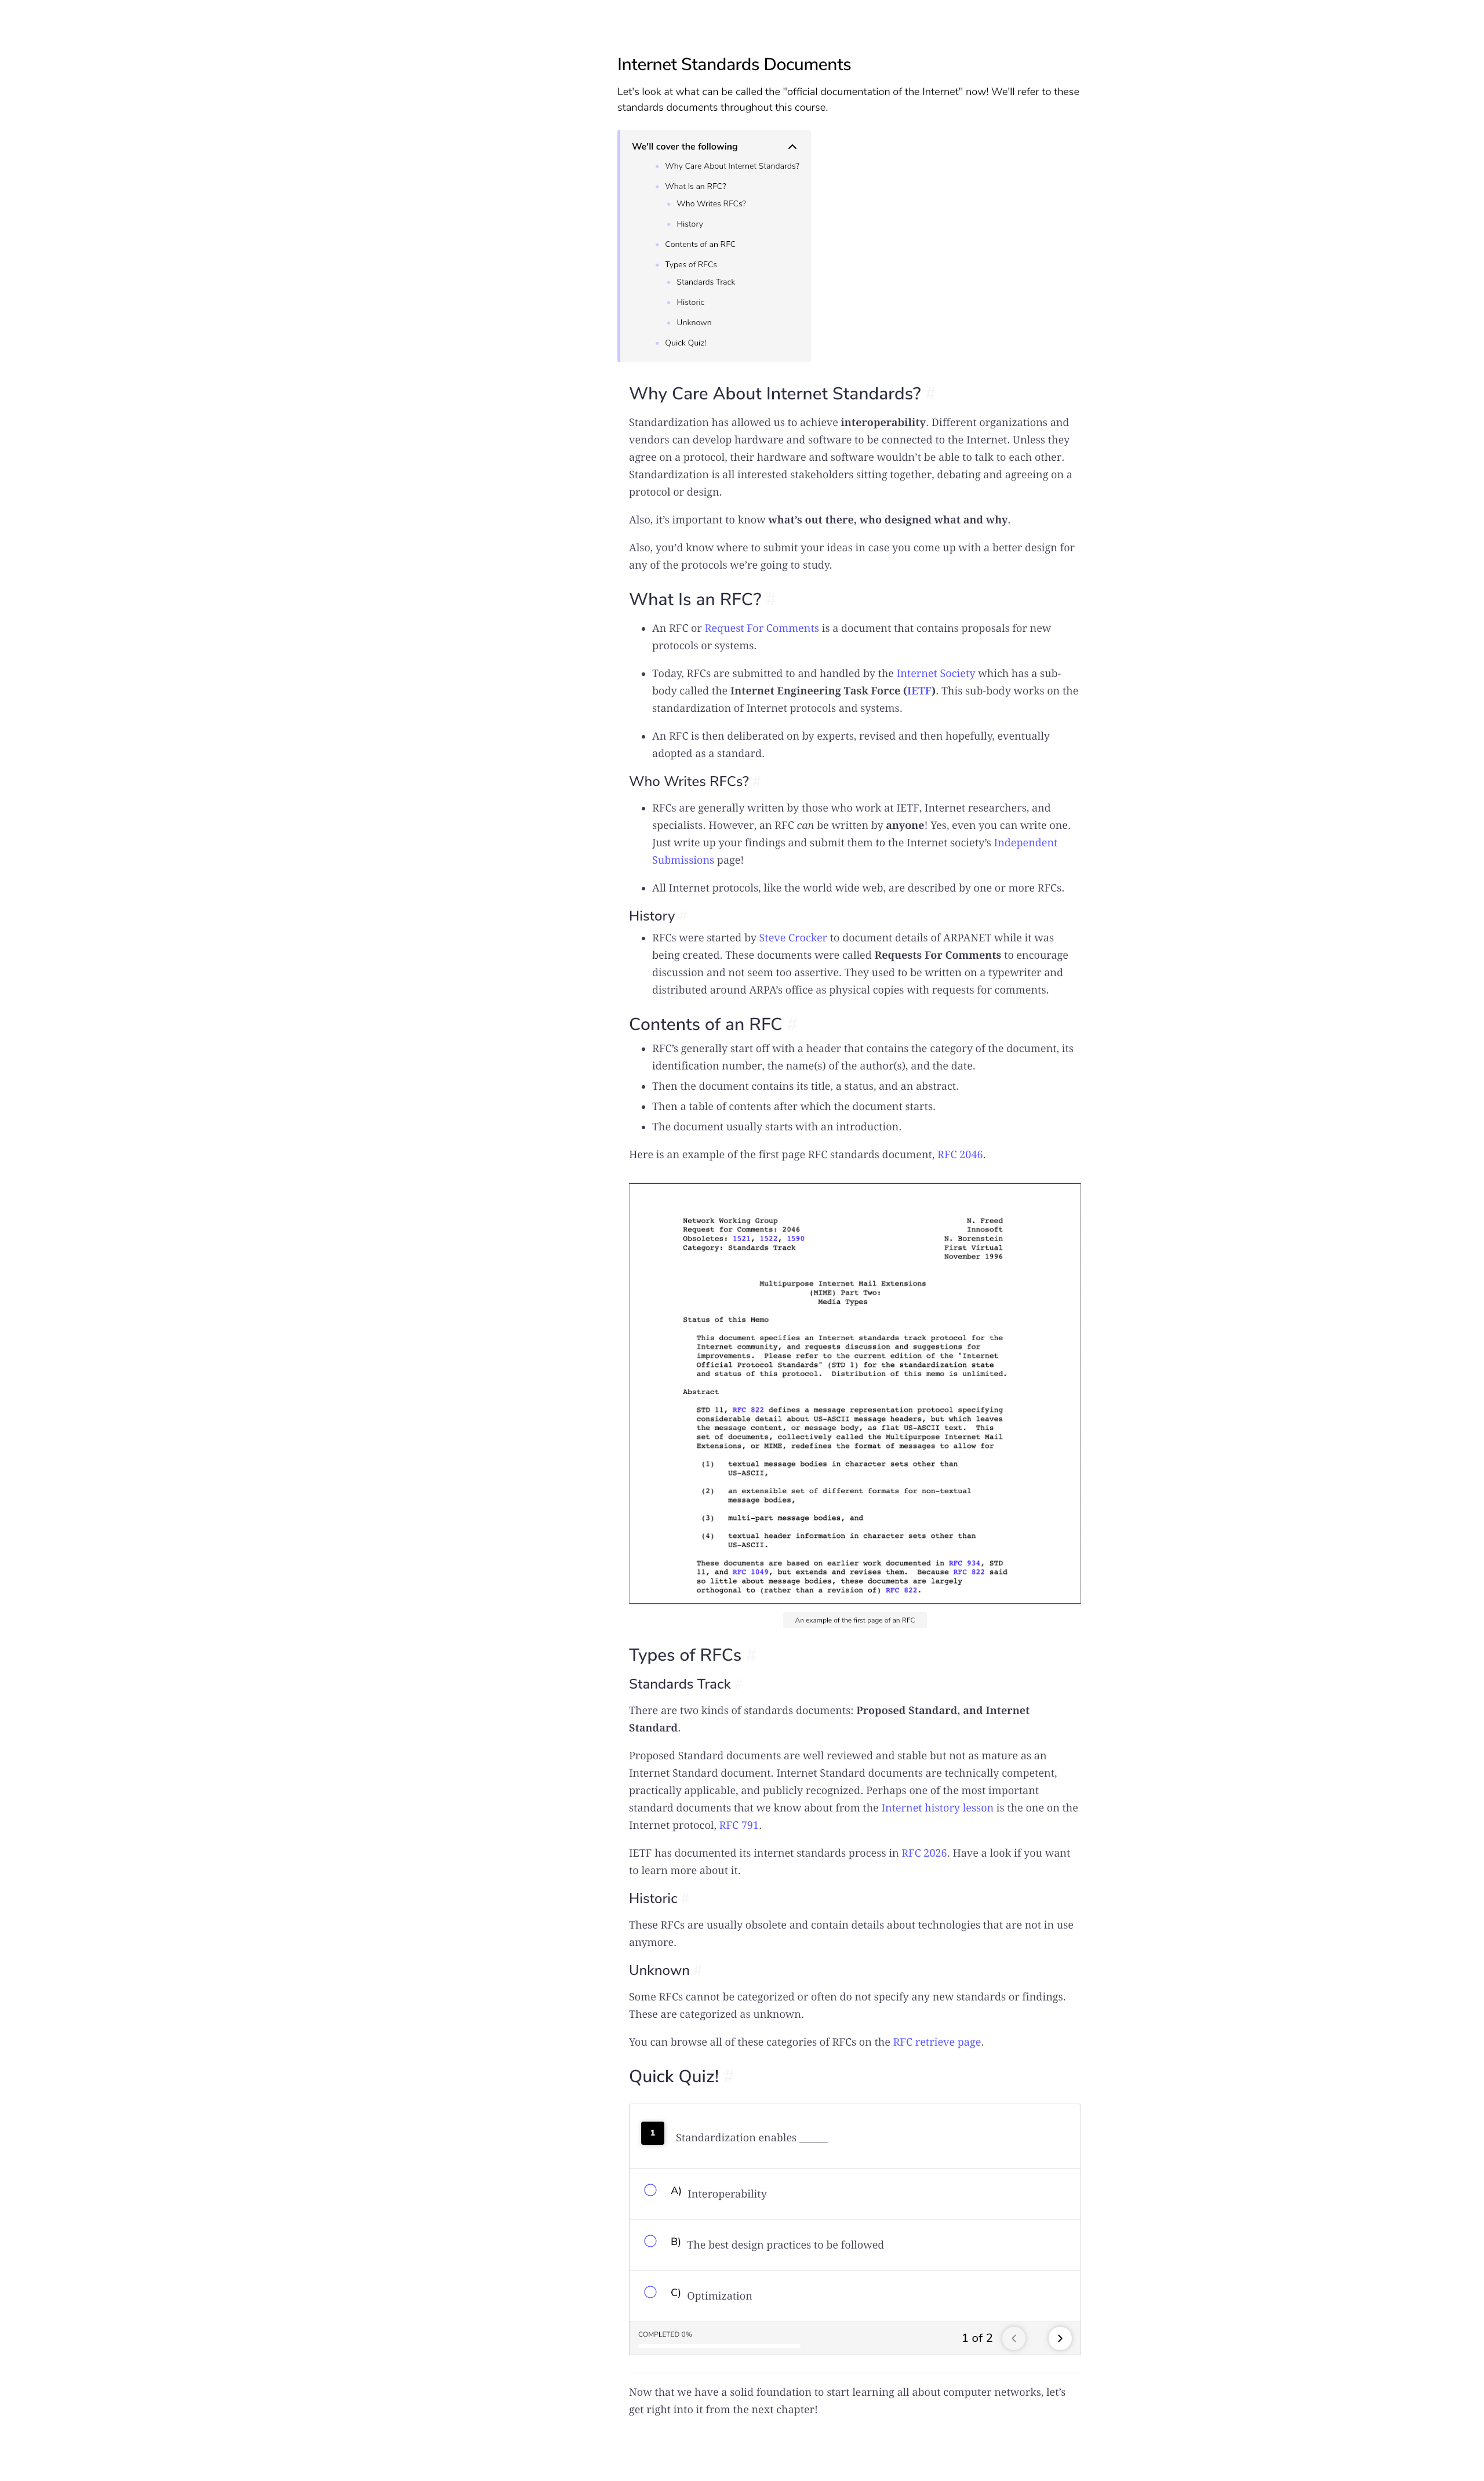 Internet Standards Documents
Let's look at what can be called the "official documentation of the Internet" now! We'll refer to these
standards documents throughout this course.
We'll cover the following
Why Care About Internet Standards?
What Is an RFC?
Who Writes RFCs?
History
Contents of an RFC
Types of RFCs
Standards Track
Historic
Unknown
Quick Quiz!
Why Care About Internet Standards? #
Standardization has allowed us to achieve interoperability. Different organizations and
vendors can develop hardware and software to be connected to the Internet. Unless they
agree on a protocol, their hardware and software wouldn’t be able to talk to each other.
Standardization is all interested stakeholders sitting together, debating and agreeing on a
protocol or design.
Also, it’s important to know what’s out there, who designed what and why.
Also, you’d know where to submit your ideas in case you come up with a better design for
any of the protocols we’re going to study.
What Is an RFC? #
• An RFC or Request For Comments is a document that contains proposals for new
protocols or systems.
• Today, RFCs are submitted to and handled by the Internet Society which has a sub-
body called the Internet Engineering Task Force (IETF). This sub-body works on the
standardization of Internet protocols and systems.
• An RFC is then deliberated on by experts, revised and then hopefully, eventually
adopted as a standard.
Who Writes RFCs? #
• RFCs are generally written by those who work at IETF, Internet researchers, and
specialists. However, an RFC can be written by anyone! Yes, even you can write one.
Just write up your findings and submit them to the Internet society’s Independent
Submissions page!
• All Internet protocols, like the world wide web, are described by one or more RFCs.
History #
• RFCs were started by Steve Crocker to document details of ARPANET while it was
being created. These documents were called Requests For Comments to encourage
discussion and not seem too assertive. They used to be written on a typewriter and
distributed around ARPA’s office as physical copies with requests for comments.
Contents of an RFC #
• RFC’s generally start off with a header that contains the category of the document, its
identification number, the name(s) of the author(s), and the date.
• Then the document contains its title, a status, and an abstract.
• Then a table of contents after which the document starts.
• The document usually starts with an introduction.
Here is an example of the first page RFC standards document, RFC 2046.
Network Working Group N. Freed
Request for Comments: 2046 Innosoft
Obsoletes: 1521, 1522, 1590 N. Borenstein
Category: Standards Track First Virtual
November 1996
Multipurpose Internet Mail Extensions
(MIME) Part Two:
Media Types
Status of this Memo
This document specifies an Internet standards track protocol for the
Internet community, and requests discussion and suggestions for
improvements. Please refer to the current edition of the "Internet
Official Protocol Standards" (STD 1) for the standardization state
and status of this protocol. Distribution of this memo is unlimited.
Abstract
STD 11, RFC 822 defines a message representation protocol specifying
considerable detail about US-ASCII message headers, but which leaves
the message content, or message body, as flat US-ASCII text. This
set of documents, collectively called the Multipurpose Internet Mail
Extensions, or MIME, redefines the format of messages to allow for
(1) textual message bodies in character sets other than
US-ASCII,
(2) an extensible set of different formats for non-textual
message bodies,
(3) multi-part message bodies, and
(4) textual header information in character sets other than
US-ASCII.
These documents are based on earlier work documented in RFC 934, STD
11, and RFC 1049, but extends and revises them. Because RFC 822 said
so little about message bodies, these documents are largely
orthogonal to (rather than a revision of) RFC 822.
An example of the first page of an RFC
Types of RFCs #
Standards Track #
There are two kinds of standards documents: Proposed Standard, and Internet
Standard.
Proposed Standard documents are well reviewed and stable but not as mature as an
Internet Standard document. Internet Standard documents are technically competent,
practically applicable, and publicly recognized. Perhaps one of the most important
standard documents that we know about from the Internet history lesson is the one on the
Internet protocol, RFC 791.
IETF has documented its internet standards process in RFC 2026. Have a look if you want
to learn more about it.
Historic #
These RFCs are usually obsolete and contain details about technologies that are not in use
anymore.
Unknown #
Some RFCs cannot be categorized or often do not specify any new standards or findings.
These are categorized as unknown.
You can browse all of these categories of RFCs on the RFC retrieve page.
Quick Quiz! #
1 Standardization enables _____
A) Interoperability
B) The best design practices to be followed
C) Optimization
COMPLETED 0% 1 of 2
Now that we have a solid foundation to start learning all about computer networks, let’s
get right into it from the next chapter!